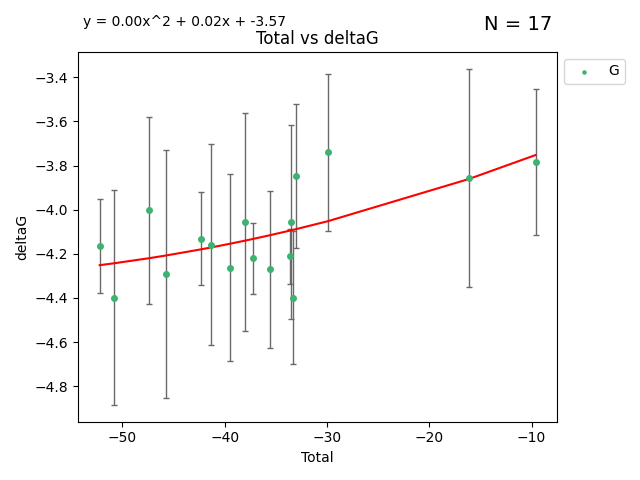 y = 0.00x^2 + 0.02x + -3.57
N = 17
Total vs deltaG
G
−3.4
−3.6
−3.8
−4.0
−4.2
−4.4
−4.6
−4.8
deltaG
−50 −40 −30 −20 −10
Total